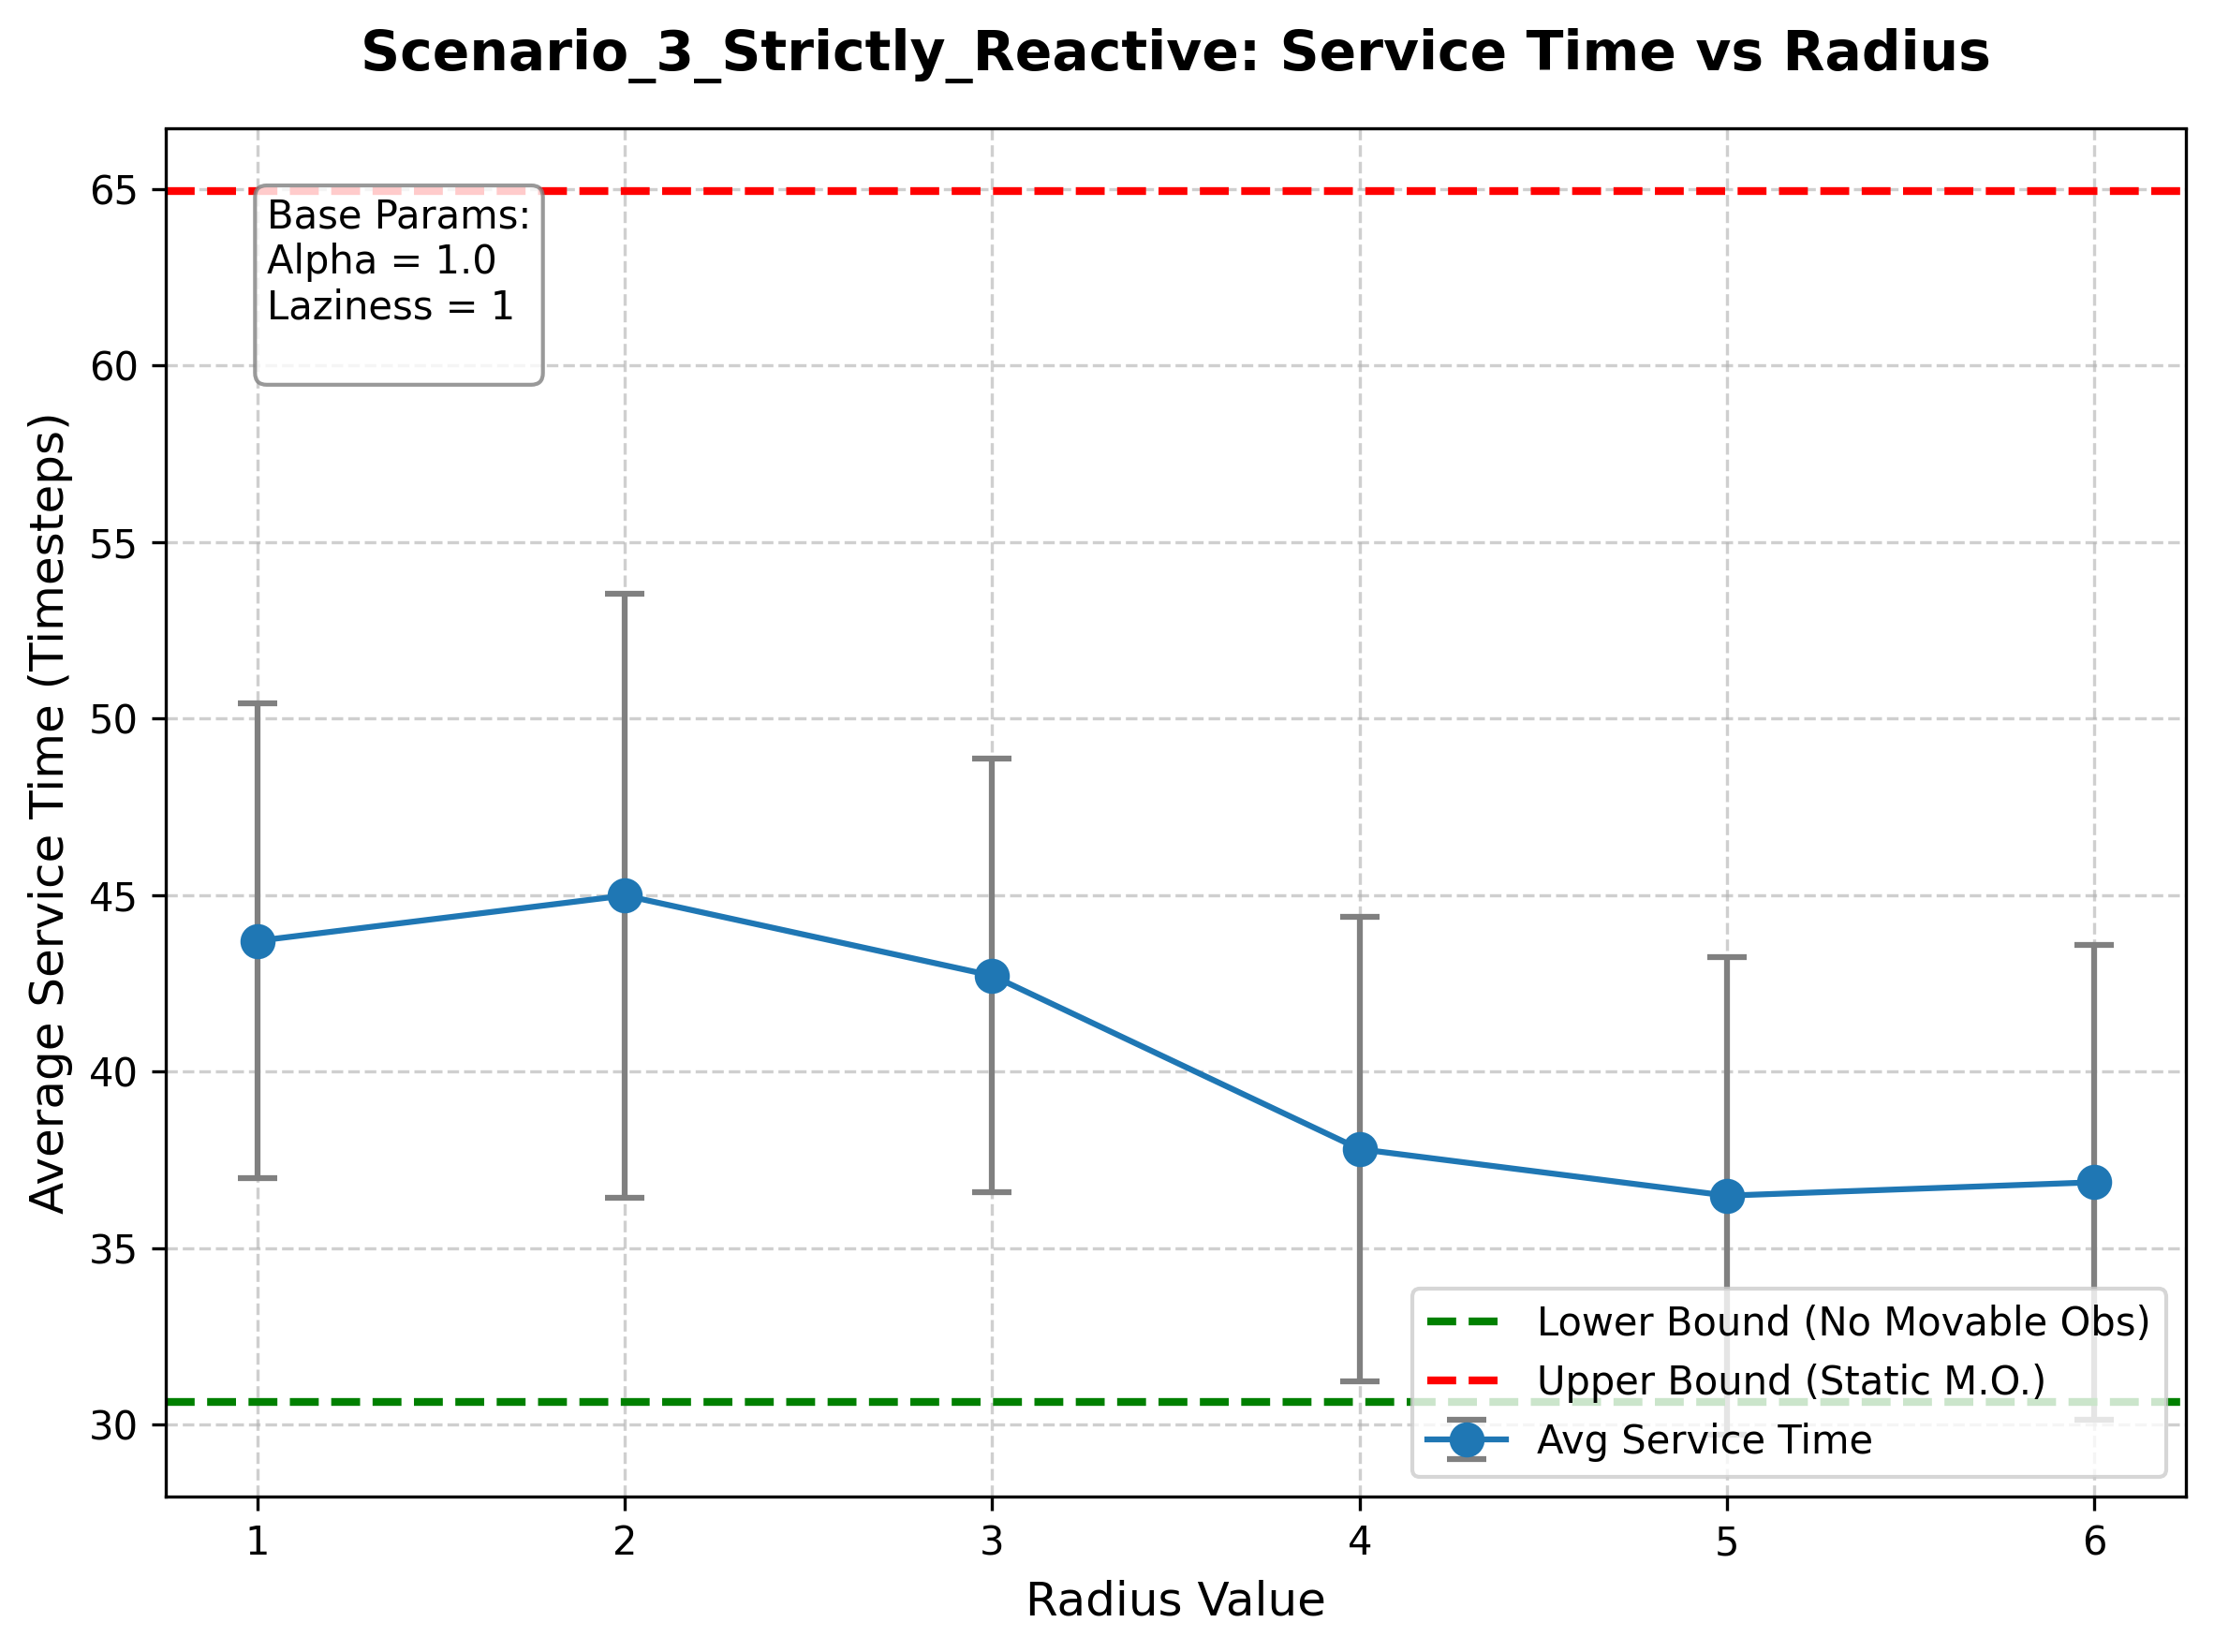 Scenario_3_Strictly_Reactive: Service Time vs Radius
Average Service Time (Timesteps)
65
60
55
50
45
40
35
30
Base Params:
Alpha = 1.0
Laziness = 1
Lower Bound (No Movable Obs)
Upper Bound (Static M.O.)
Avg Service Time
1
2
3
4
5
6
Radius Value